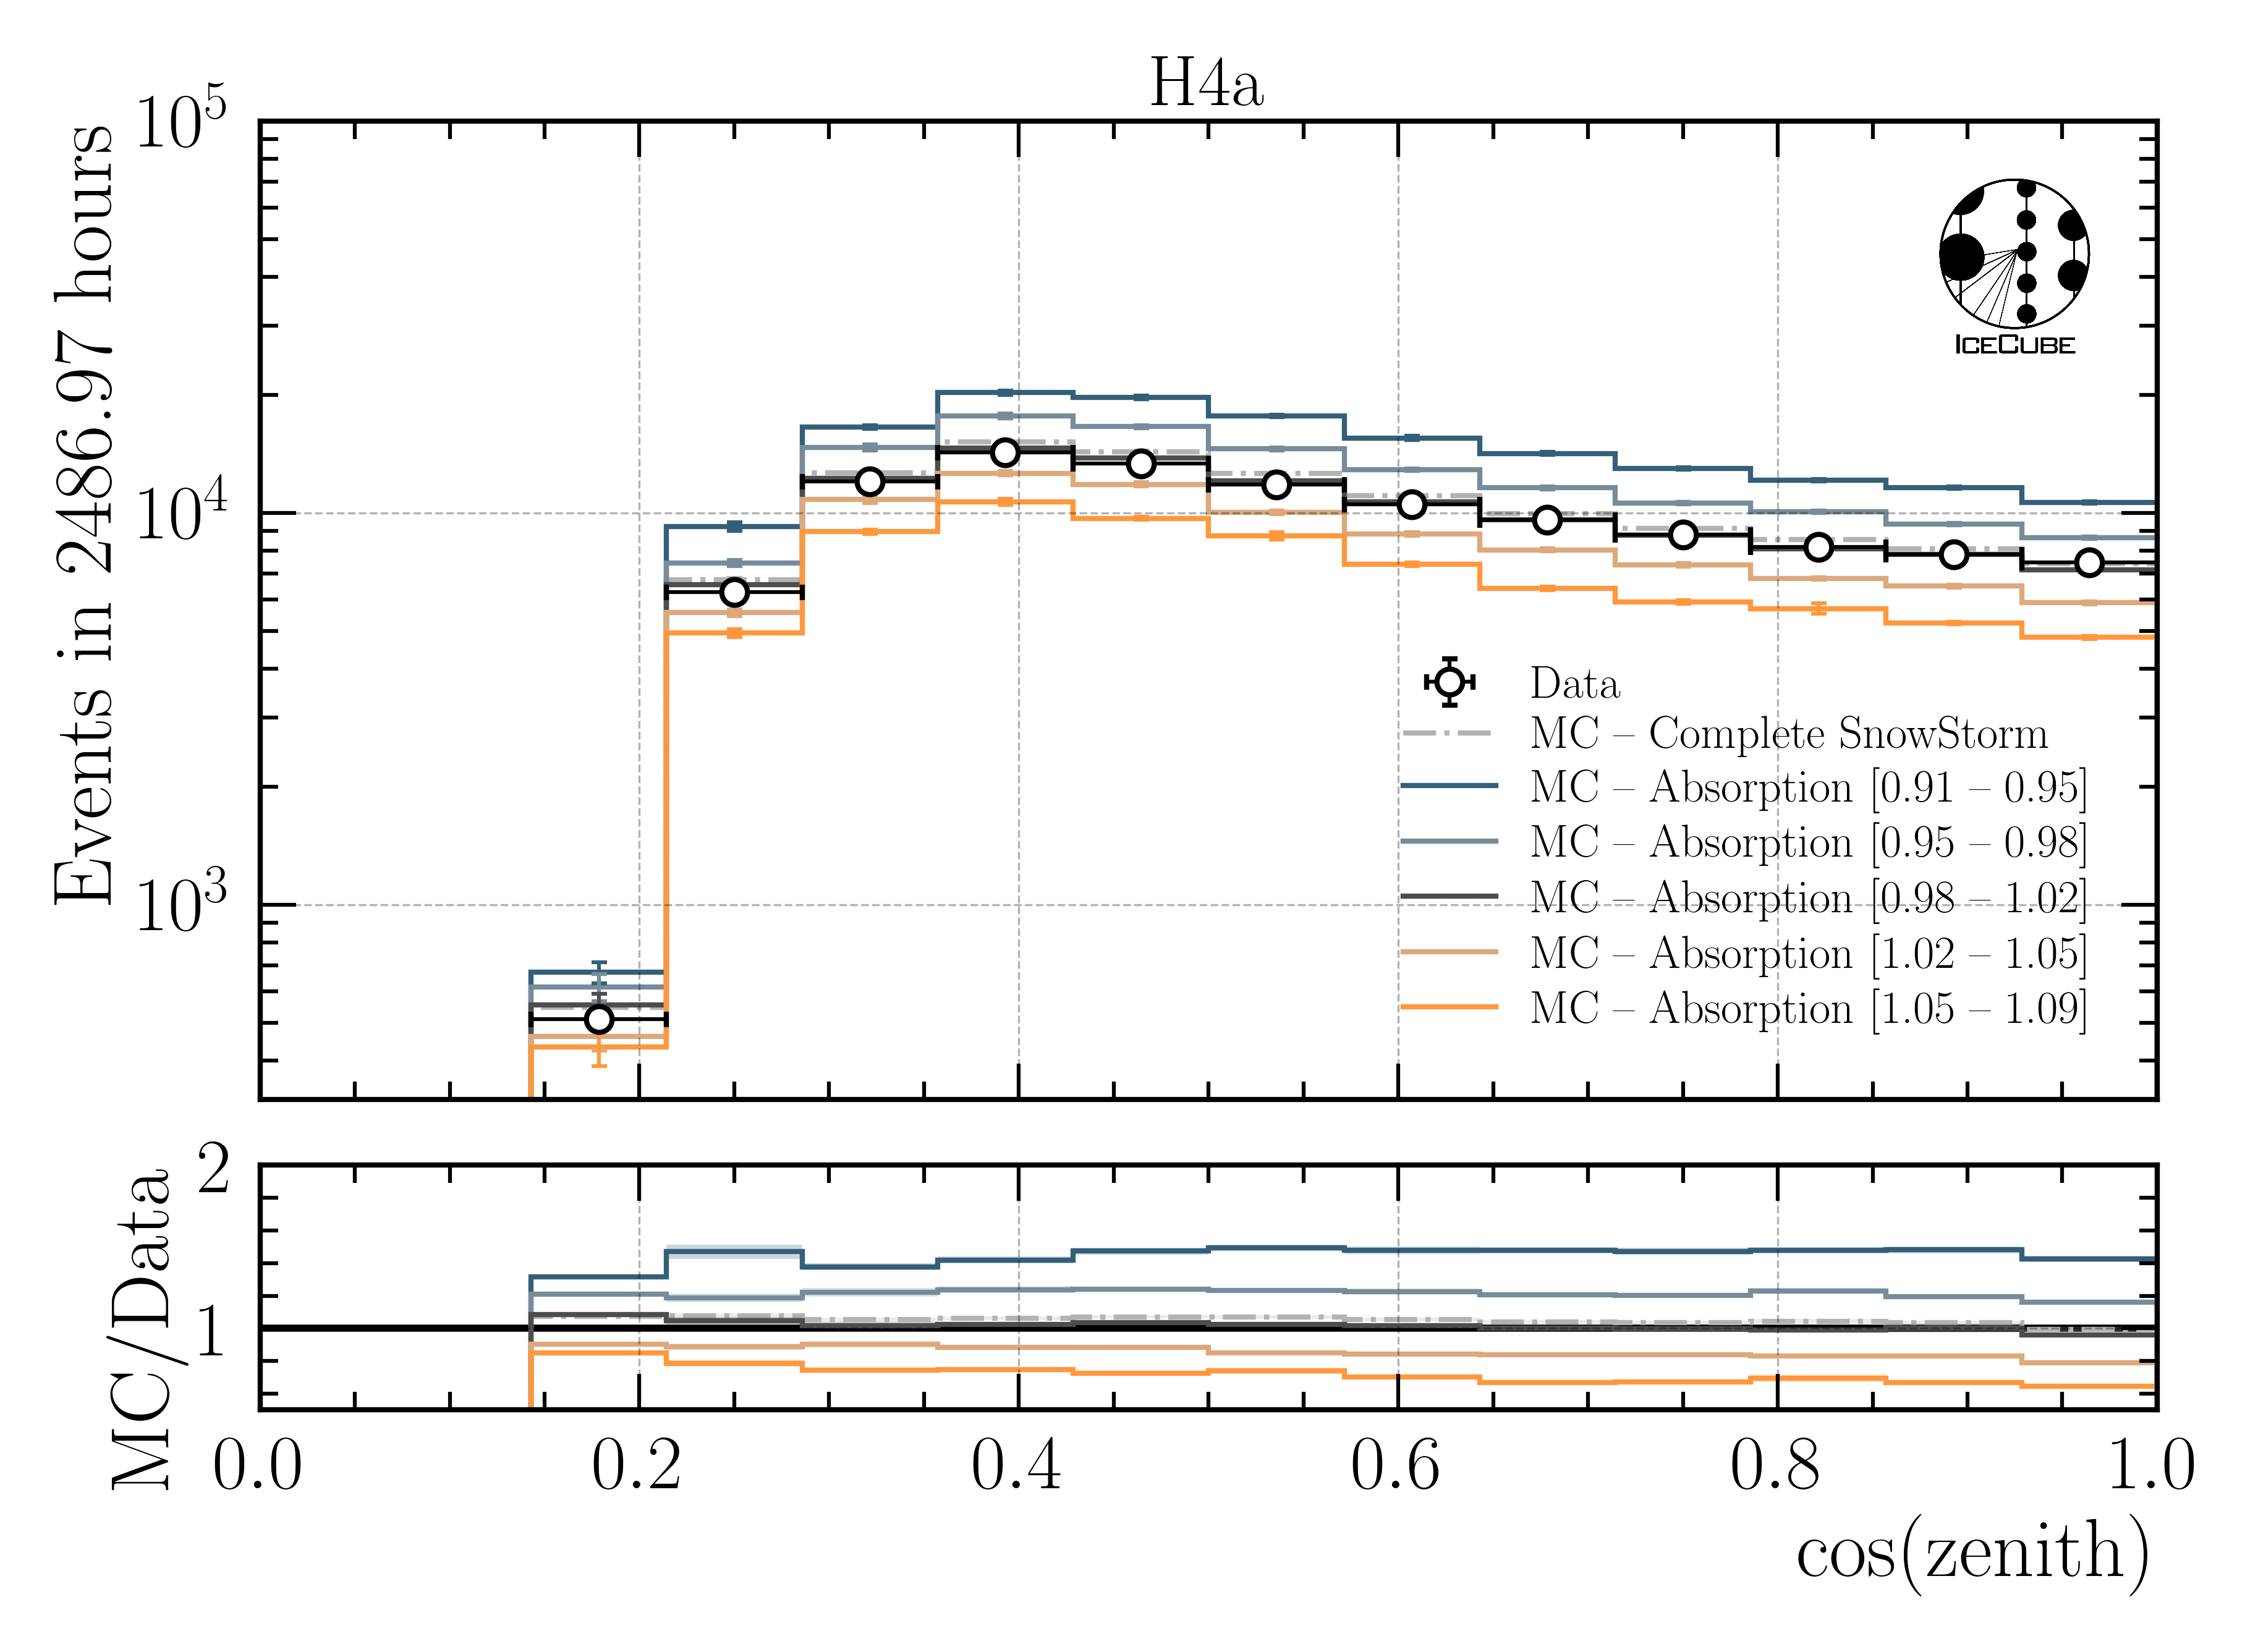 H4a
Events in 2486.97 hours
10^5
10^4
10^3
ICECUBE
Data
MC – Complete SnowStorm
MC – Absorption [0.91 – 0.95]
MC – Absorption [0.95 – 0.98]
MC – Absorption [0.98 – 1.02]
MC – Absorption [1.02 – 1.05]
MC – Absorption [1.05 – 1.09]
MC/Data
2
1
0.0 0.2 0.4 0.6 0.8 1.0
cos(zenith)